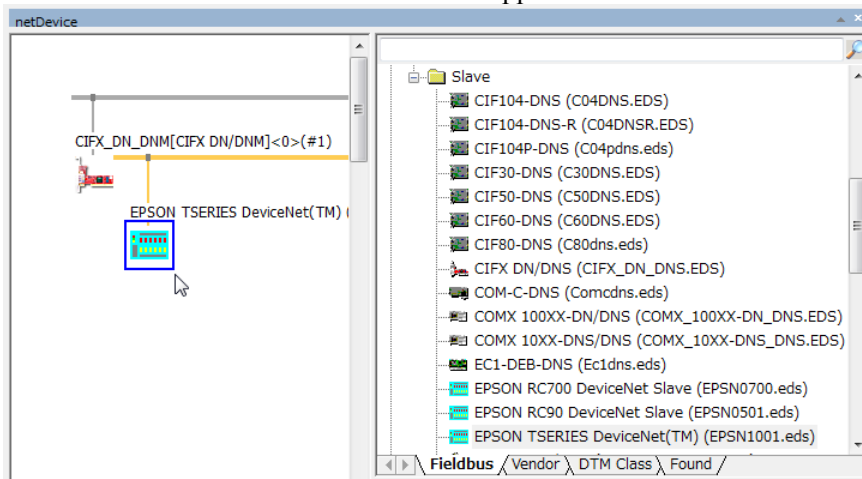 netDevice
CIFX_DN_DNM[CIFX DN/DNM]<0>(#1)
EPSON TSERIES DeviceNet(TM) (
Slave
CIF104-DNS (C04DNS.EDS)
CIF104-DNS-R (C04DNSR.EDS)
CIF104P-DNS (C04pdns.eds)
CIF30-DNS (C30DNS.EDS)
CIF50-DNS (C50DNS.EDS)
CIF60-DNS (C60DNS.EDS)
CIF80-DNS (C80dns.eds)
CIFX DN/DNS (CIFX_DN_DNS.EDS)
COM-C-DNS (Comcdns.eds)
COMX 100XX-DN/DNS (COMX_100XX-DN_DNS.EDS)
COMX 10XX-DNS/DNS (COMX_10XX-DNS_DNS.EDS)
EC1-DEB-DNS (Ec1dns.eds)
EPSON RC700 DeviceNet Slave (EPSN0700.eds)
EPSON RC90 DeviceNet Slave (EPSN0501.eds)
EPSON TSERIES DeviceNet(TM) (EPSN1001.eds)
Fieldbus / Vendor \ DTM Class \ Found /